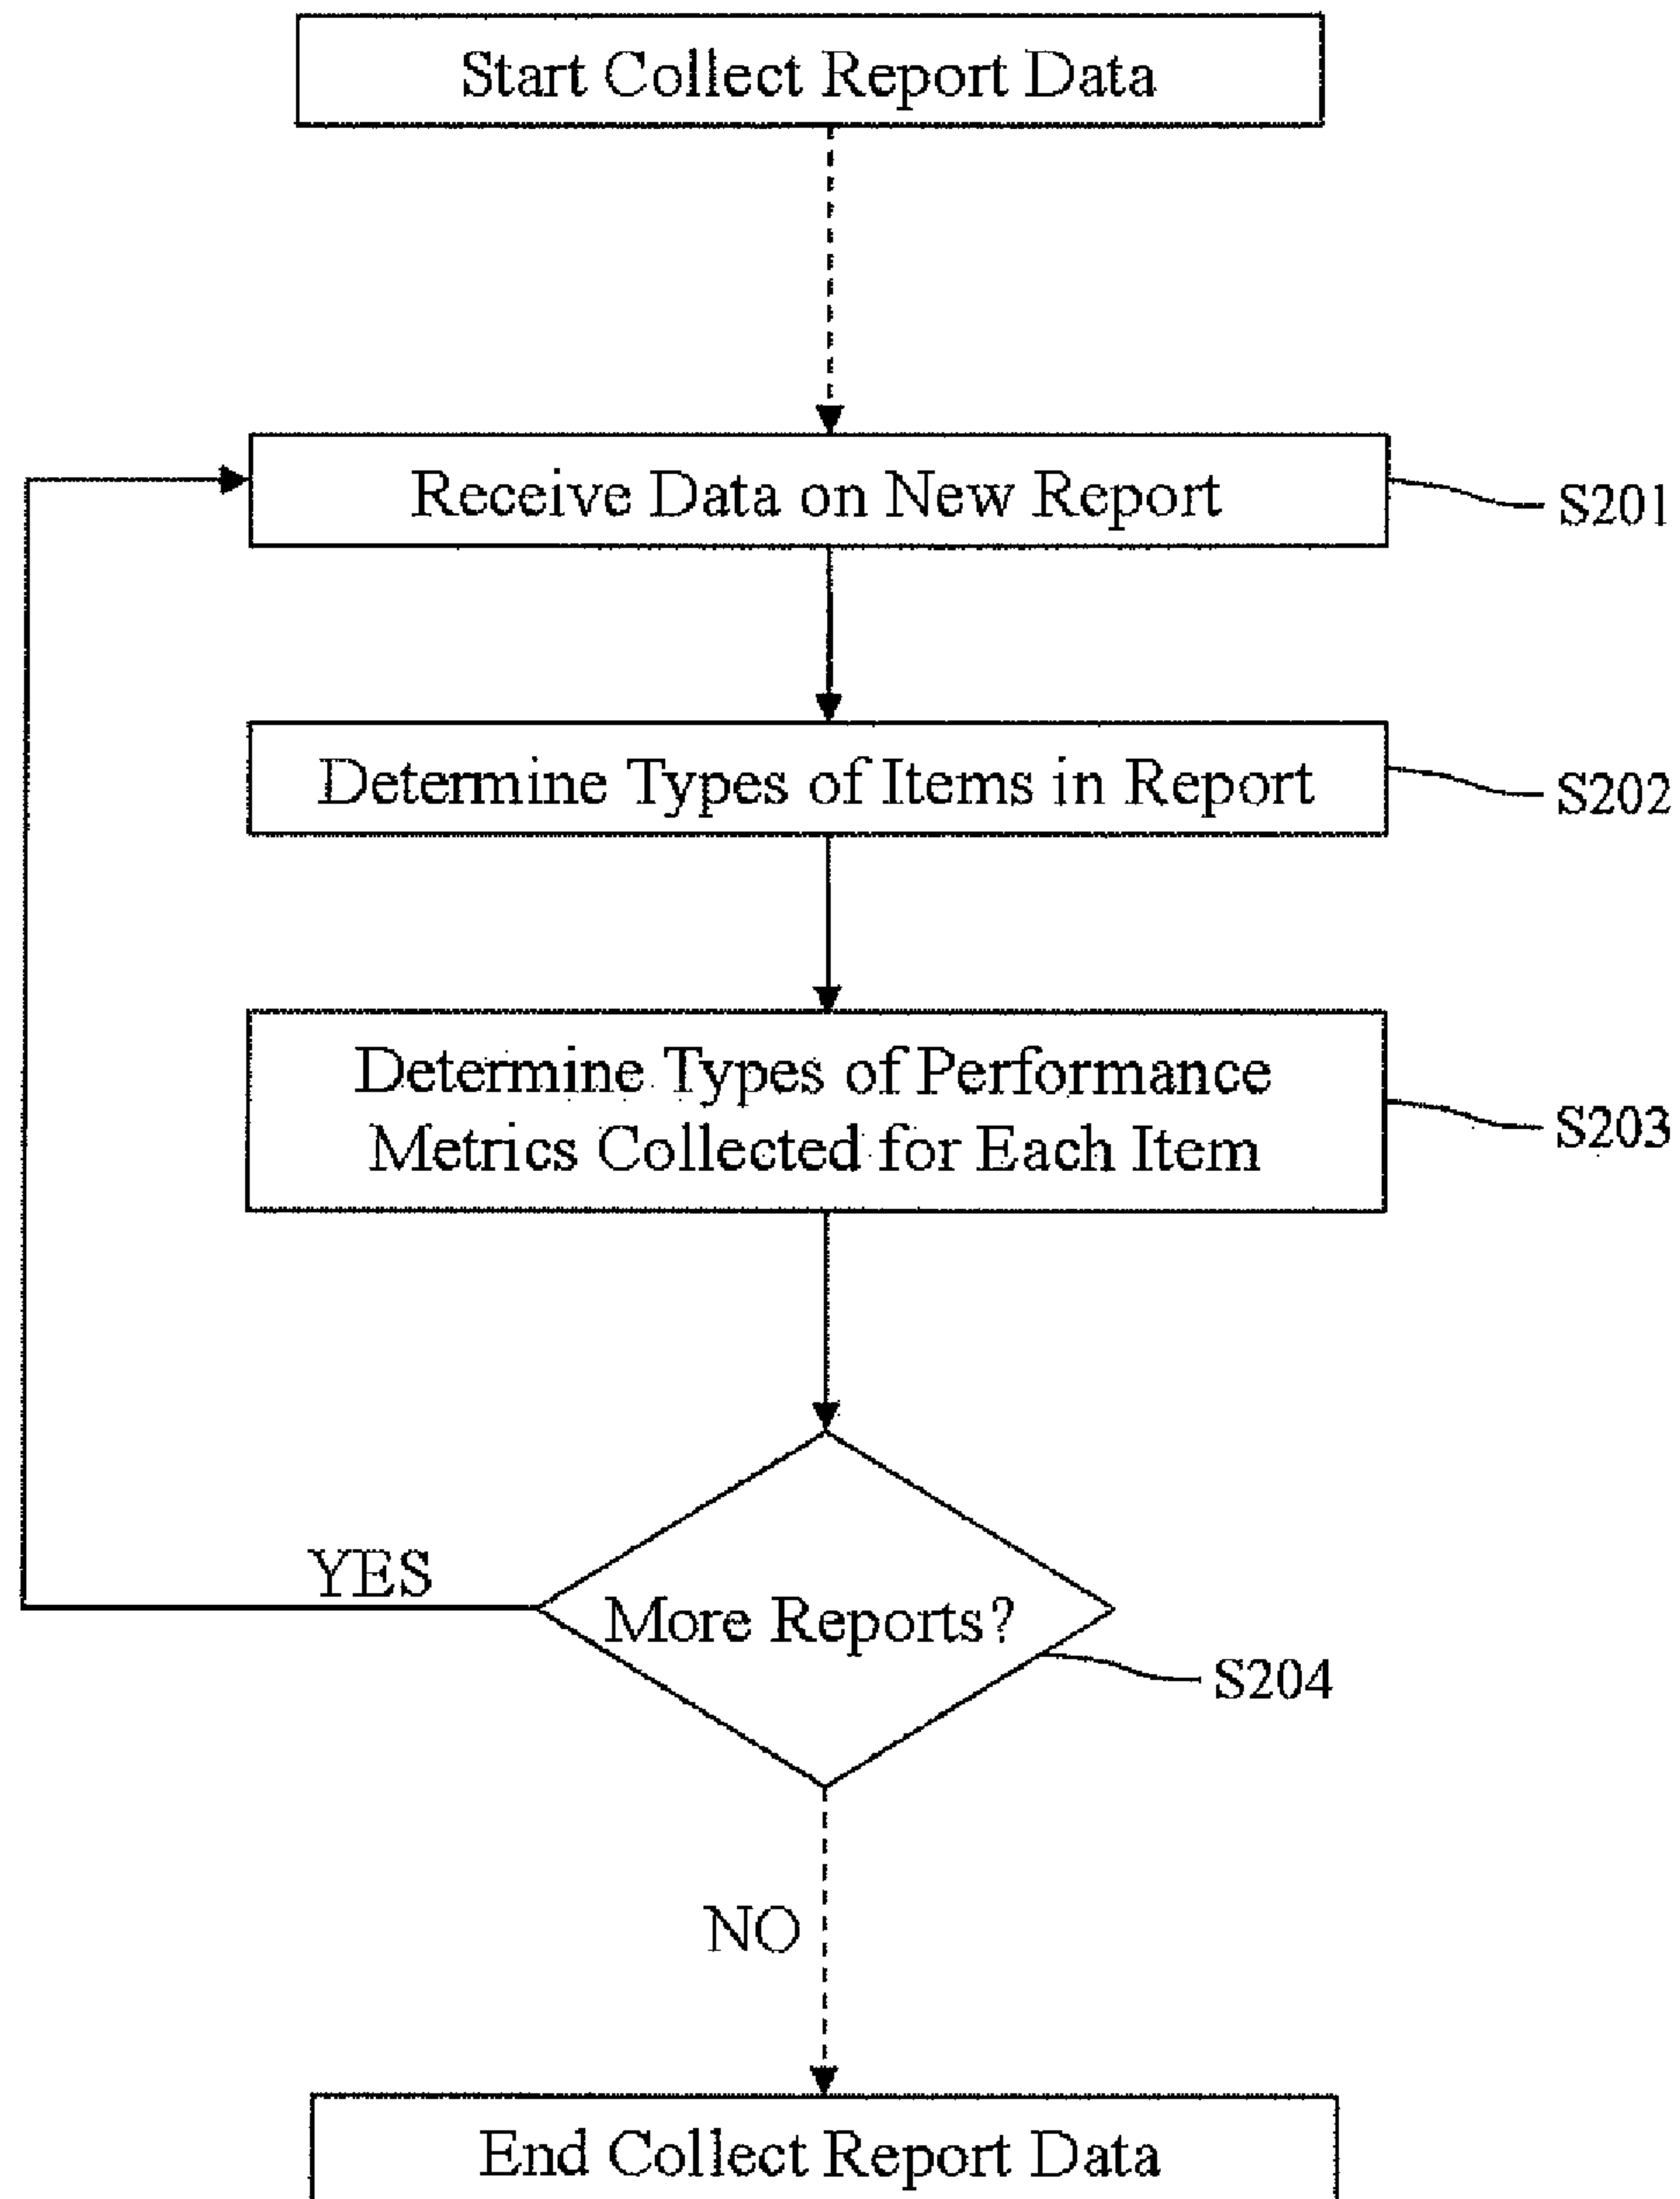 Start Collect Report Data
Receive Data on New Report
S201
Determine Types of Items in Report
S202
Determine Types of Performance
Metrics Collected for Each Item
S203
YES
More Reports?
S204
NO
End Collect Report Data